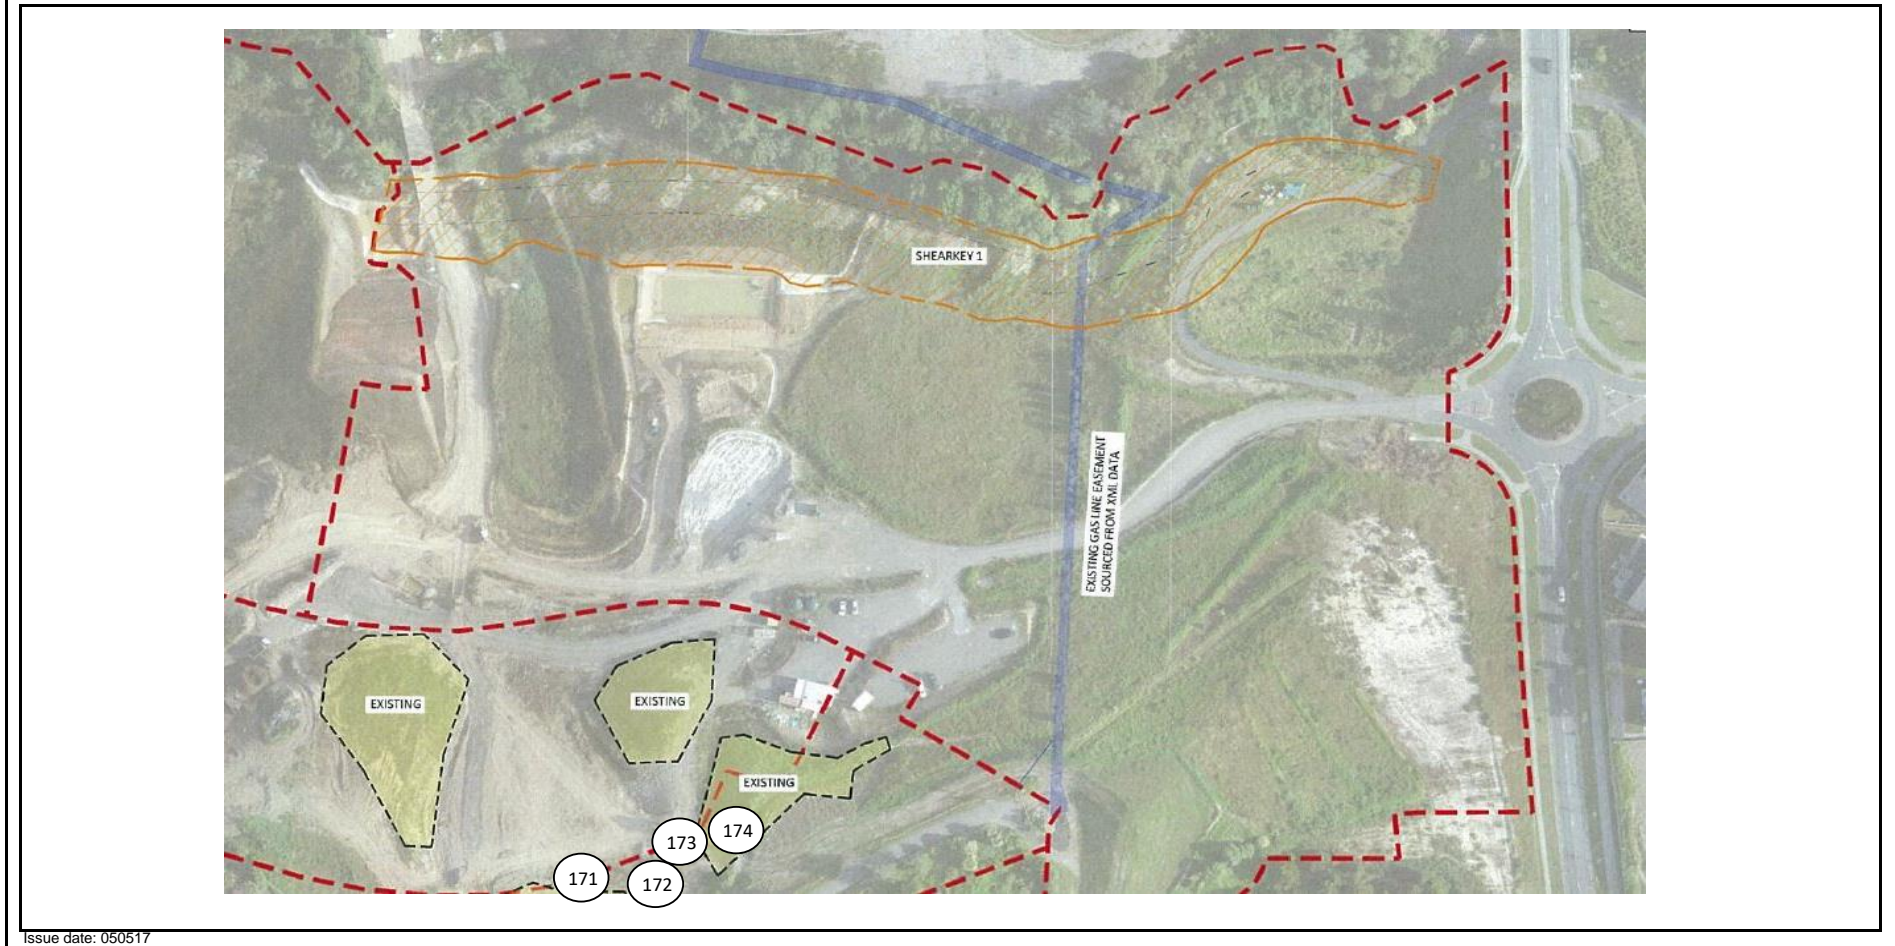 SHEARKEY 1
EXISTING GAS LINE EASEMENT
SOURCED FROM XML DATA
EXISTING
EXISTING
EXISTING
174
173
171
172
Issue date: 050517